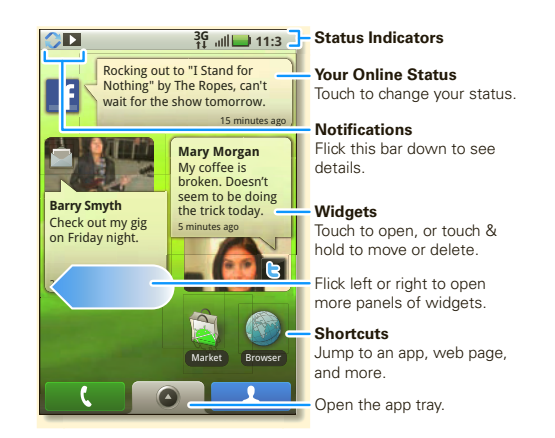 3G
11:3
Status Indicators
Rocking out to "I Stand for
Nothing" by The Ropes, can't
wait for the show tomorrow.
15 minutes ago
Your Online Status
Touch to change your status.
Notifications
Flick this bar down to see
details.
Mary Morgan
My coffee is
broken. Doesn't
seem to be doing
the trick today.
5 minutes ago
Barry Smyth
Check out my gig
on Friday night.
Widgets
Touch to open, or touch &
hold to move or delete.
Flick left or right to open
more panels of widgets.
Market
Browser
Shortcuts
Jump to an app, web page,
and more.
Open the app tray.